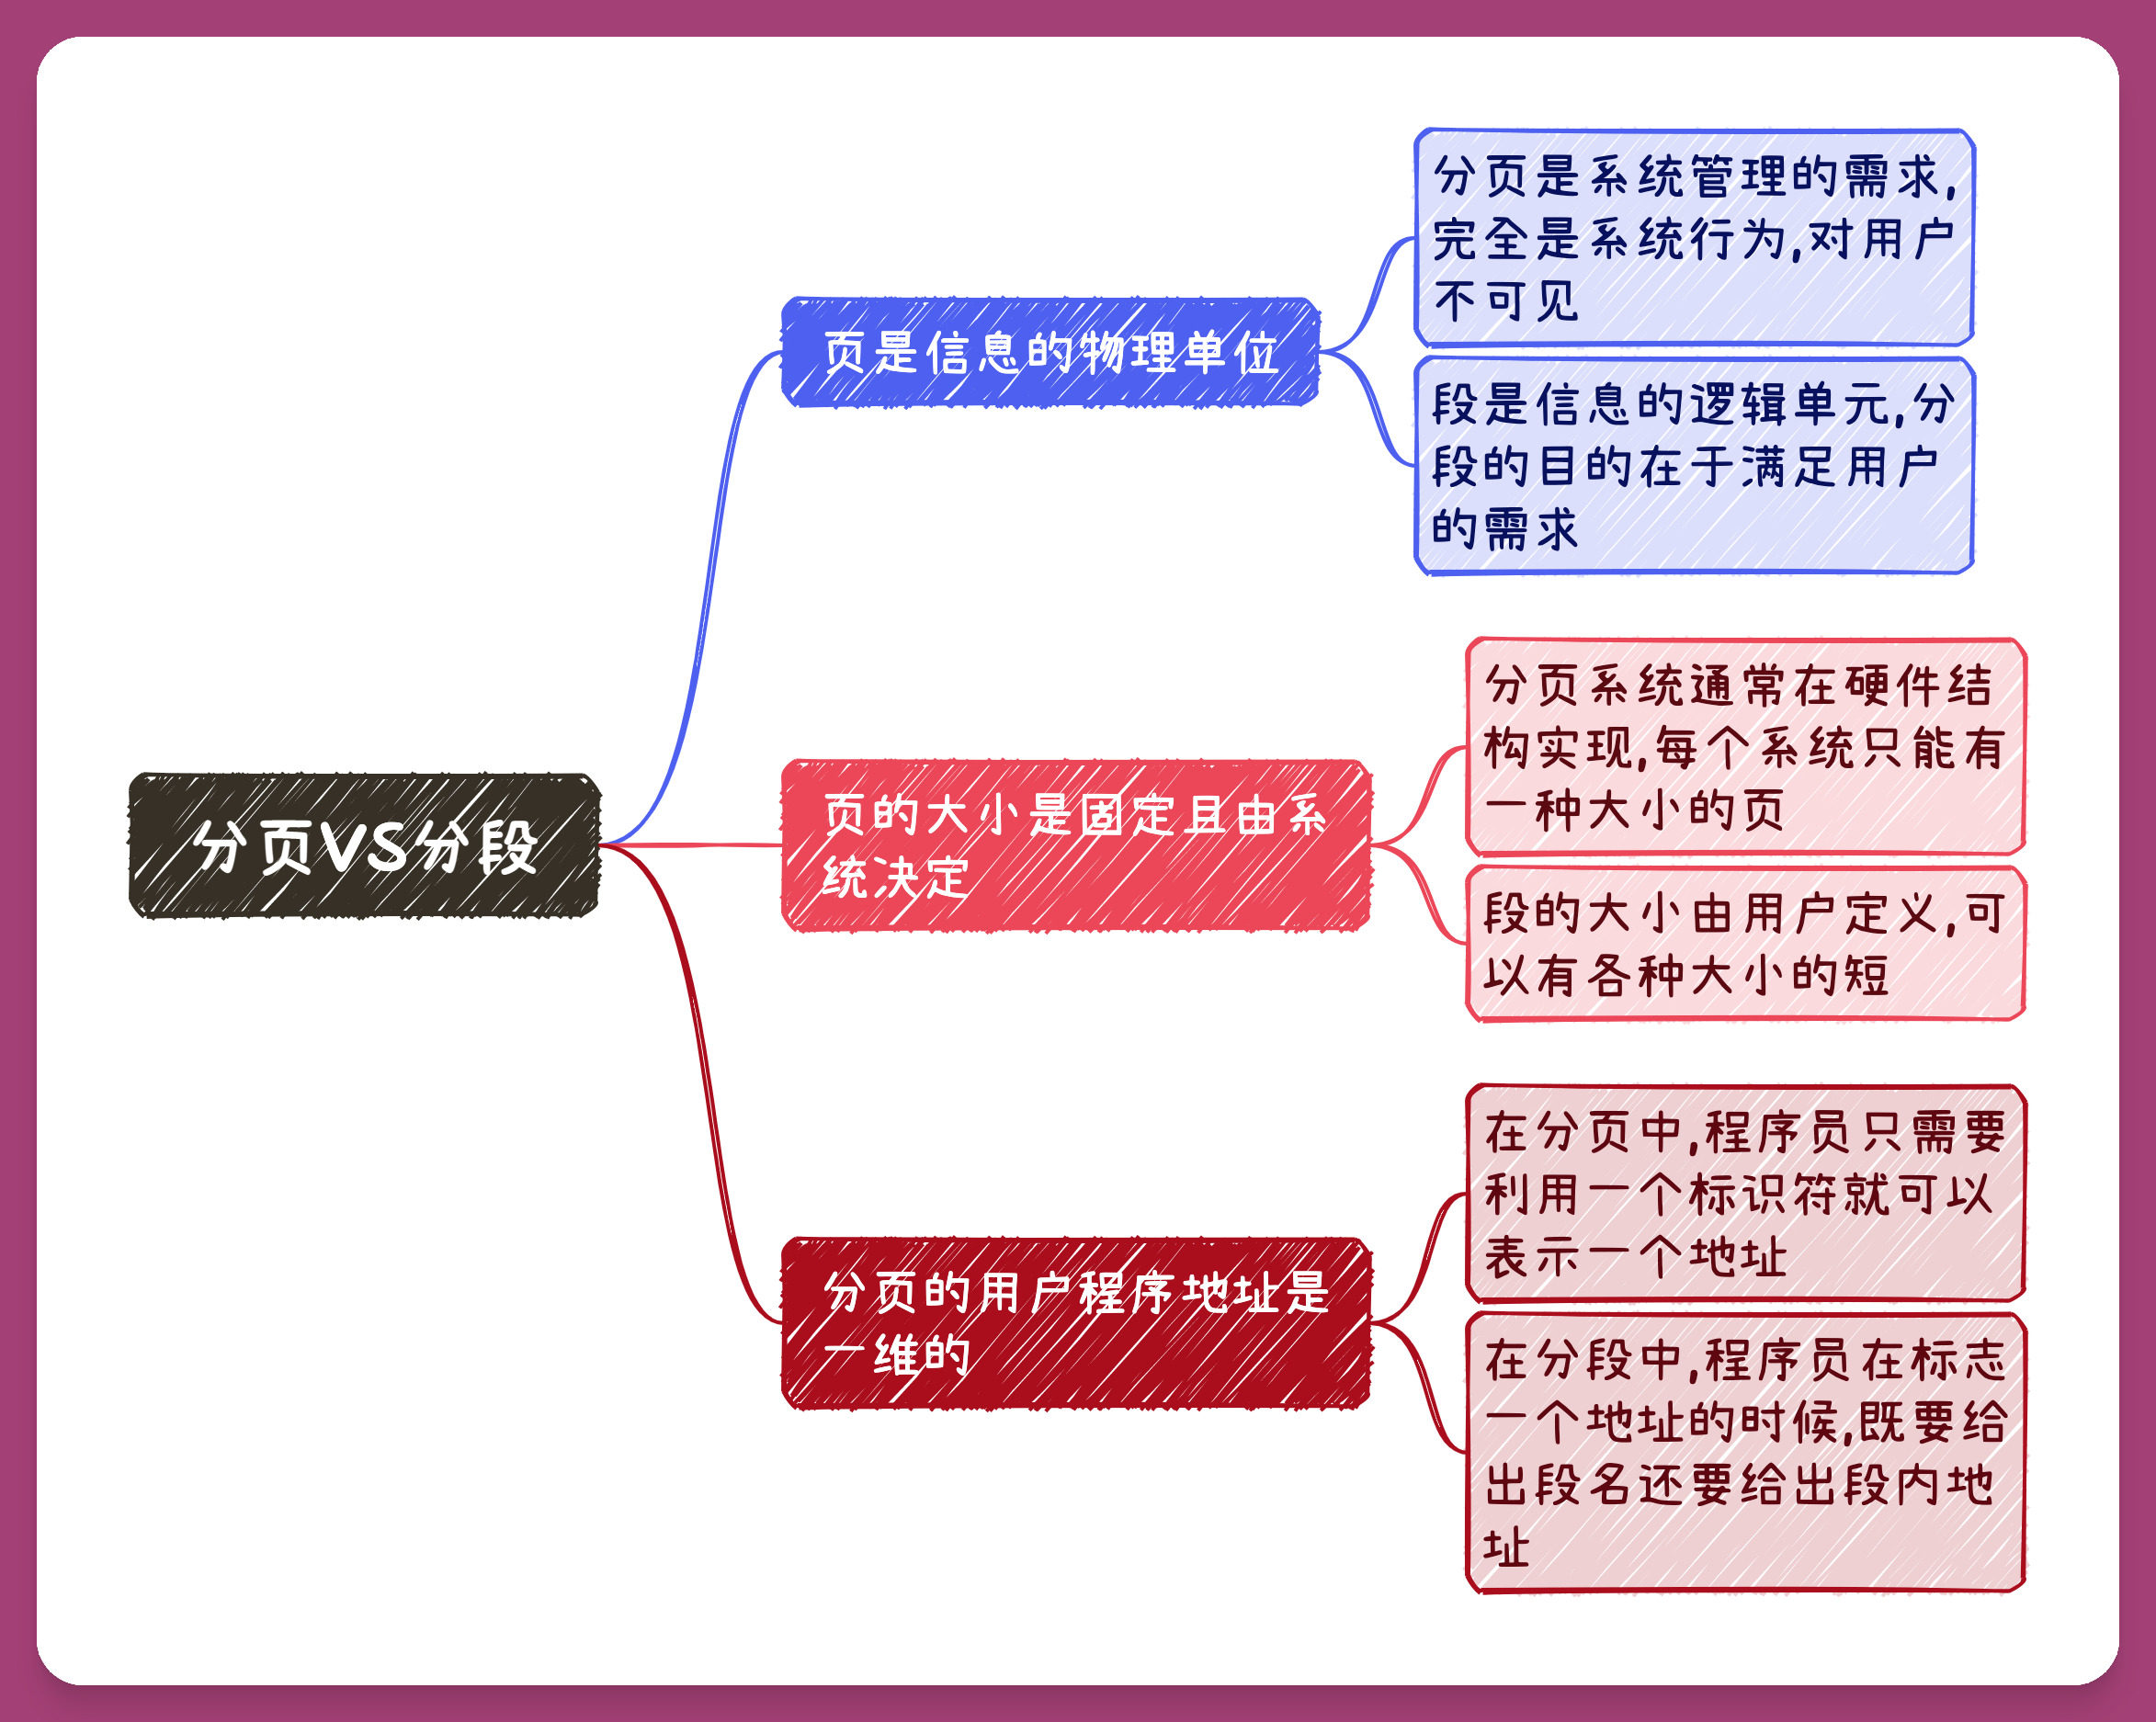 分页VS分段
页是信息的物理单位
分页是系统管理的需求,
完全是系统行为,对用户
不可见
段是信息的逻辑单元,分
段的目的在于满足用户
的需求
页的大小是固定且由系
统决定
分页系统通常在硬件结
构实现,每个系统只能有
一种大小的页
段的大小由用户定义,可
以有各种大小的短
分页的用户程序地址是
一维的
在分页中,程序员只需要
利用一个标识符就可以
表示一个地址
在分段中,程序员在标志
一个地址的时候,既要给
出段名还要给出段内地
址